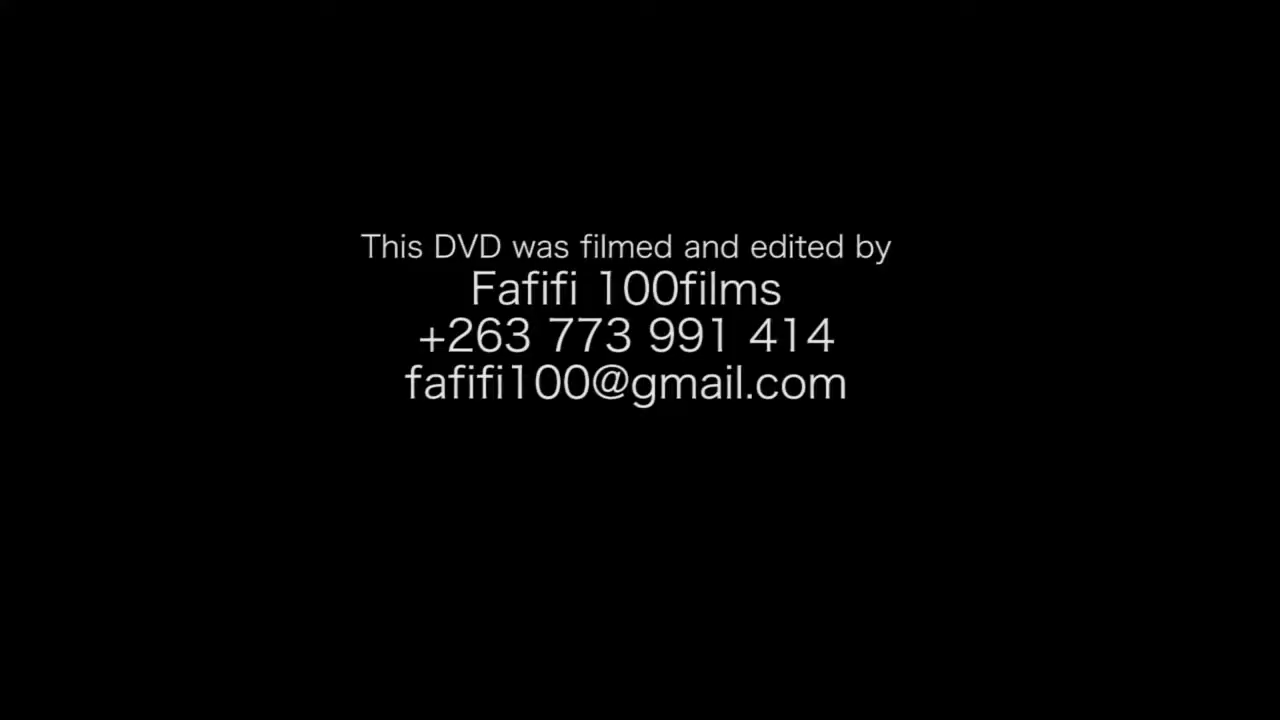 This DVD was filmed and edited by
Fafifi 100films
+263 773 991 414
fafifi100@gmail.com